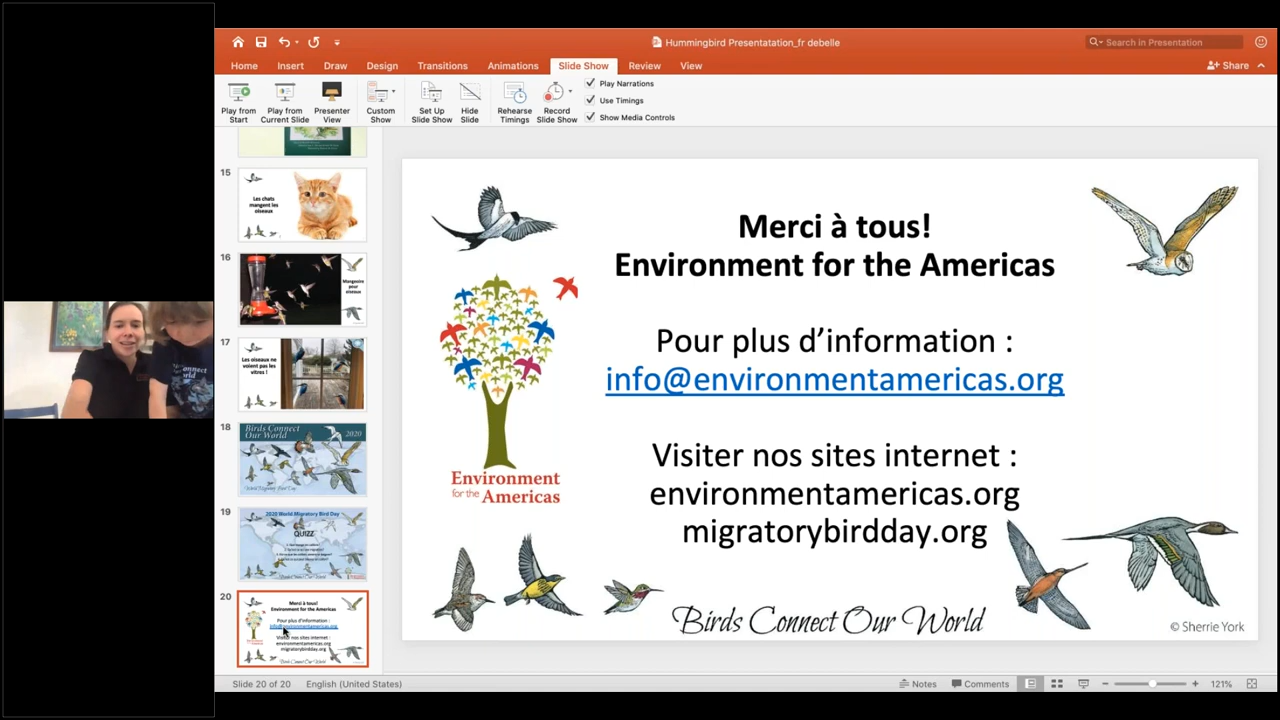 Hummingbird Presentatation_fr debelle
Search in Presentation
Home Insert Draw Design Transitions Animations Slide Show Review View
Share
Play from Start
Play from Current Slide
Presenter View
Custom Show
Set Up Slide Show
Hide Slide
Rehearse Timings
Record Slide Show
Play Narrations
Use Timings
Show Media Controls
15
Les chats
mangent les
oiseaux
16
Mangeoire
pour
oiseaux
17
Les oiseaux ne
voient pas les
vitres !
18
Birds Connect
Our World
2020
World Migratory Bird Day
19
2020 World Migratory Bird Day
QUIZZ
20
Merci à tous!
Environment for the Americas
Pour plus d'information :
info@environmentamericas.org
Visiter nos sites internet :
environmentamericas.org
migratorybirdday.org
Birds Connect Our World
Merci à tous!
Environment for the Americas
Pour plus d’information :
info@environmentamericas.org
Visiter nos sites internet :
environmentamericas.org
migratorybirdday.org
Environment
for the Americas
Birds Connect Our World
© Sherrie York
Slide 20 of 20
English (United States)
Notes
Comments
121%